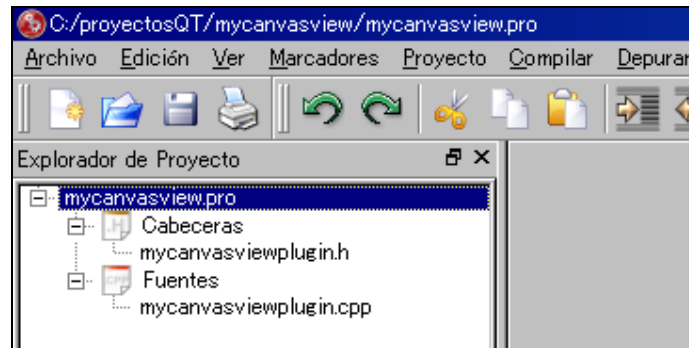 C:/proyectosQT/mycanvasview/mycanvasview.pro
Archivo Edición Ver Marcadores Proyecto Compilar Depurar
Explorador de Proyecto
mycanvasview.pro
.H Cabeceras
mycanvasviewplugin.h
CPP Fuentes
mycanvasviewplugin.cpp